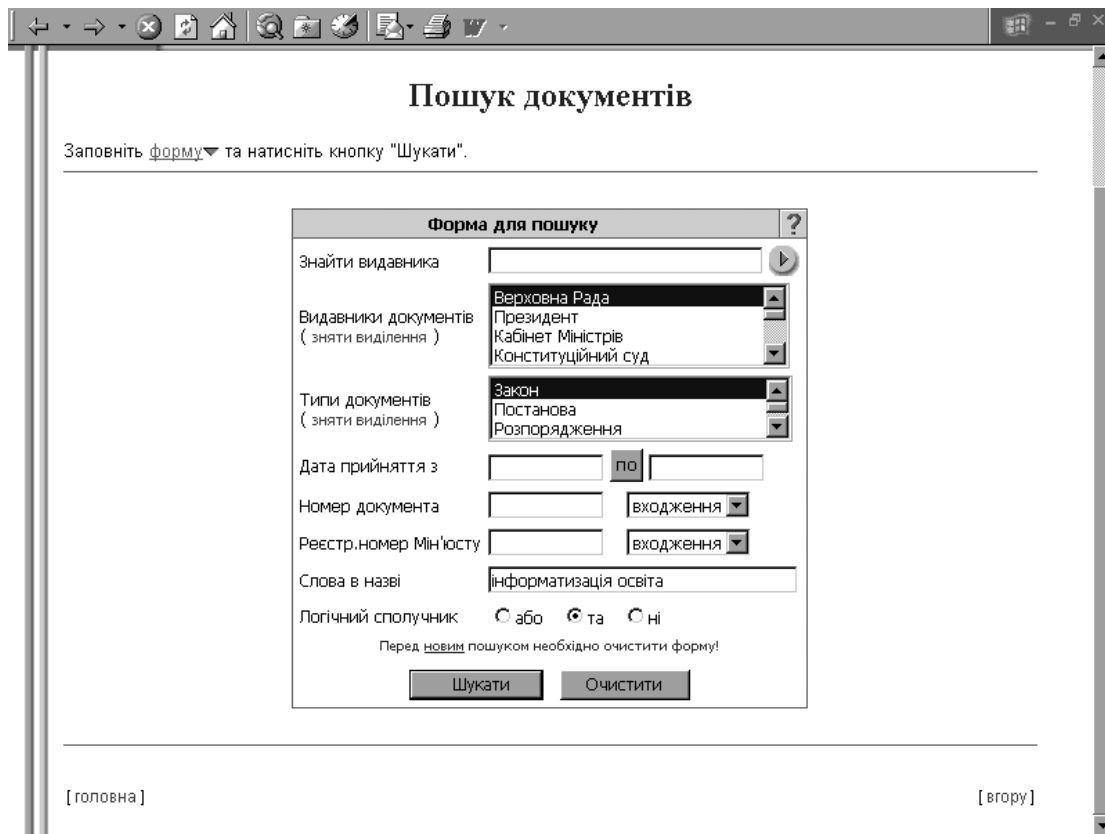 Пошук документів
Заповніть форму та натисніть кнопку "Шукати".
Форма для пошуку ?
Знайти видавника
Видавники документів
( зняти виділення )
Верховна Рада
Президент
Кабінет Міністрів
Конституційний суд
Типи документів
( зняти виділення )
Закон
Постанова
Розпорядження
Дата прийняття з по
Номер документа входження
Реєстр.номер Мін'юсту входження
Слова в назві інформатизація освіта
Логічний сполучник або та ні
Перед новим пошуком необхідно очистити форму!
Шукати Очистити
[ головна ] [ вгору ]